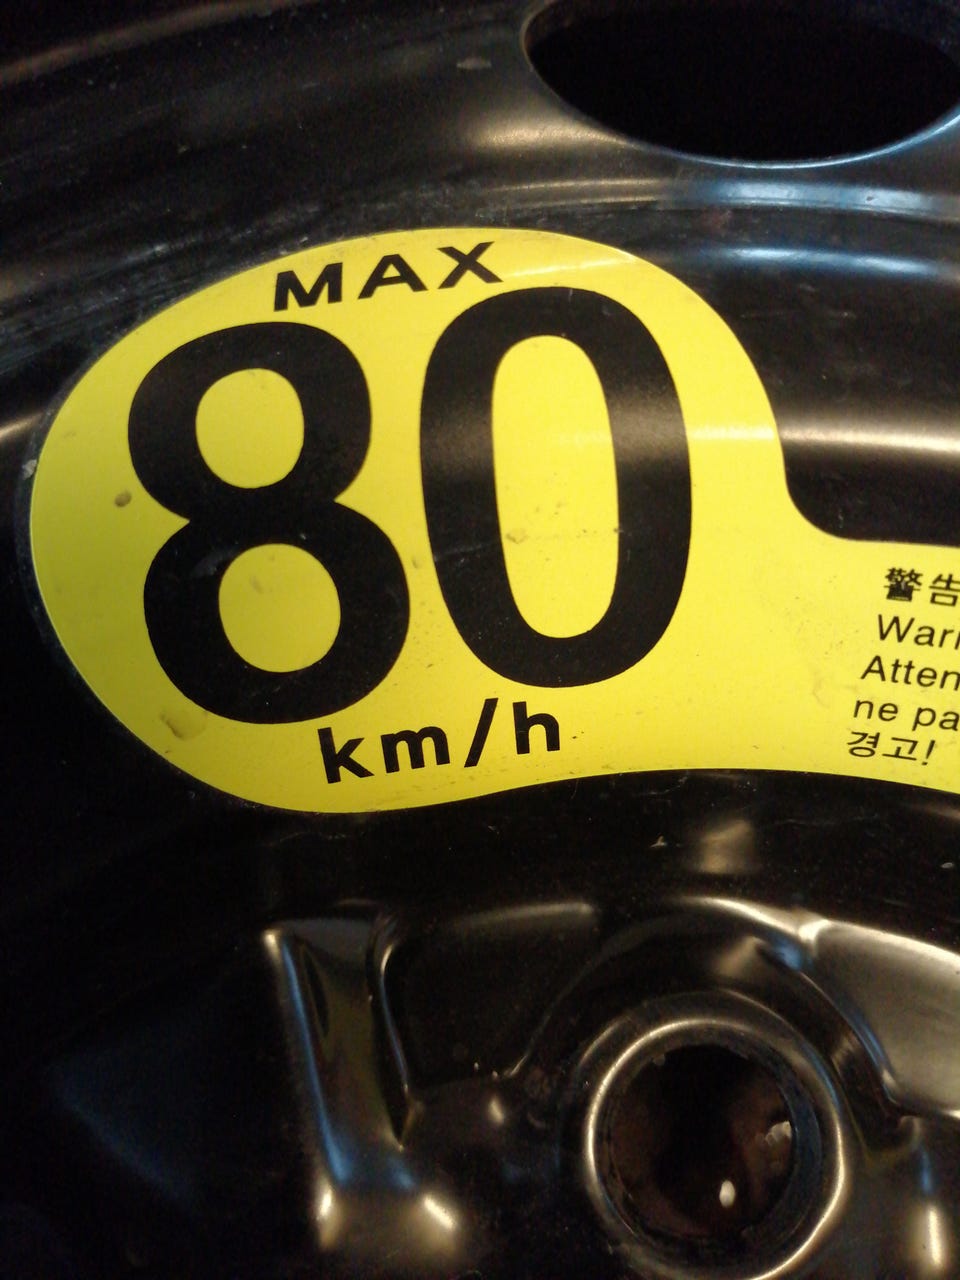 MAX
80
km/h
警告
Warn
Atten
ne pa
경고!